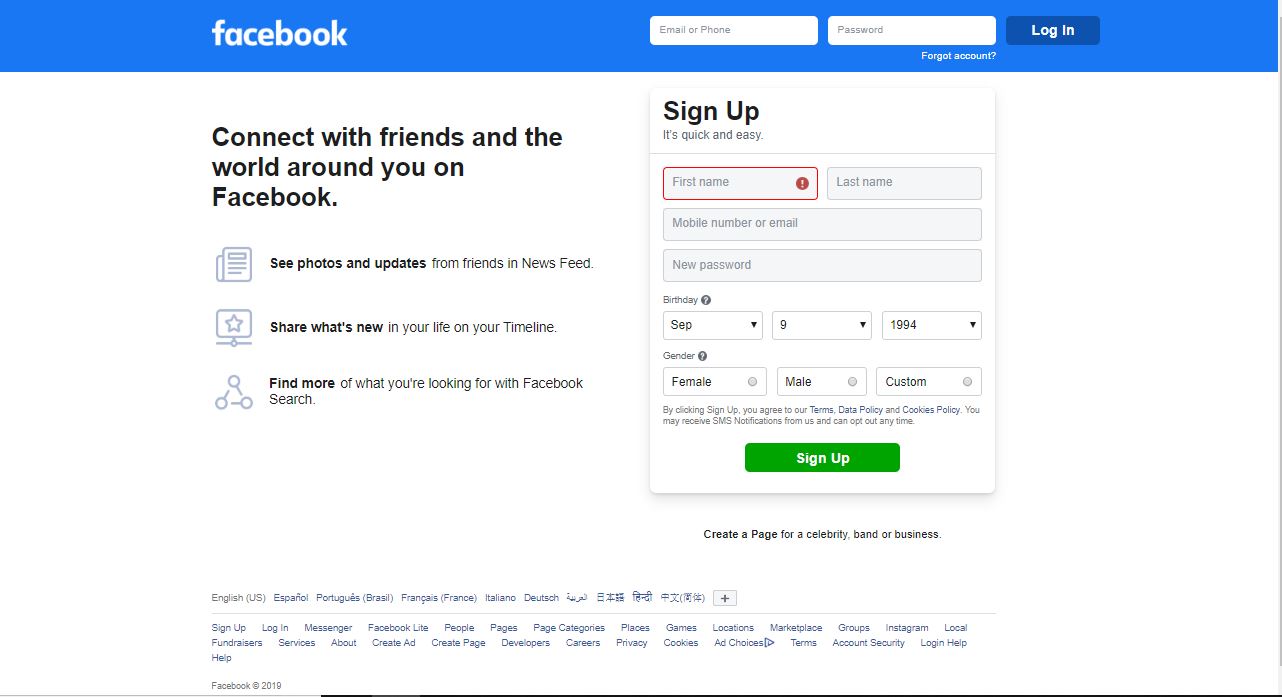 facebook
Email or Phone
Password
Log In
Forgot account?
Connect with friends and the
world around you on
Facebook.
See photos and updates from friends in News Feed.
Share what's new in your life on your Timeline.
Find more of what you're looking for with Facebook
Search.
Sign Up
It's quick and easy.
First name
Last name
Mobile number or email
New password
Birthday
Sep 9 1994
Gender
Female Male Custom
By clicking Sign Up, you agree to our Terms, Data Policy and Cookies Policy. You
may receive SMS Notifications from us and can opt out any time.
Sign Up
Create a Page for a celebrity, band or business.
English (US) Español Português (Brasil) Français (France) Italiano Deutsch العربية 日本語 हिन्दी 中文(简体) +
Sign Up Log In Messenger Facebook Lite People Pages Page Categories Places Games Locations Marketplace Groups Instagram Local
Fundraisers Services About Create Ad Create Page Developers Careers Privacy Cookies Ad Choices Terms Account Security Login Help
Help
Facebook © 2019